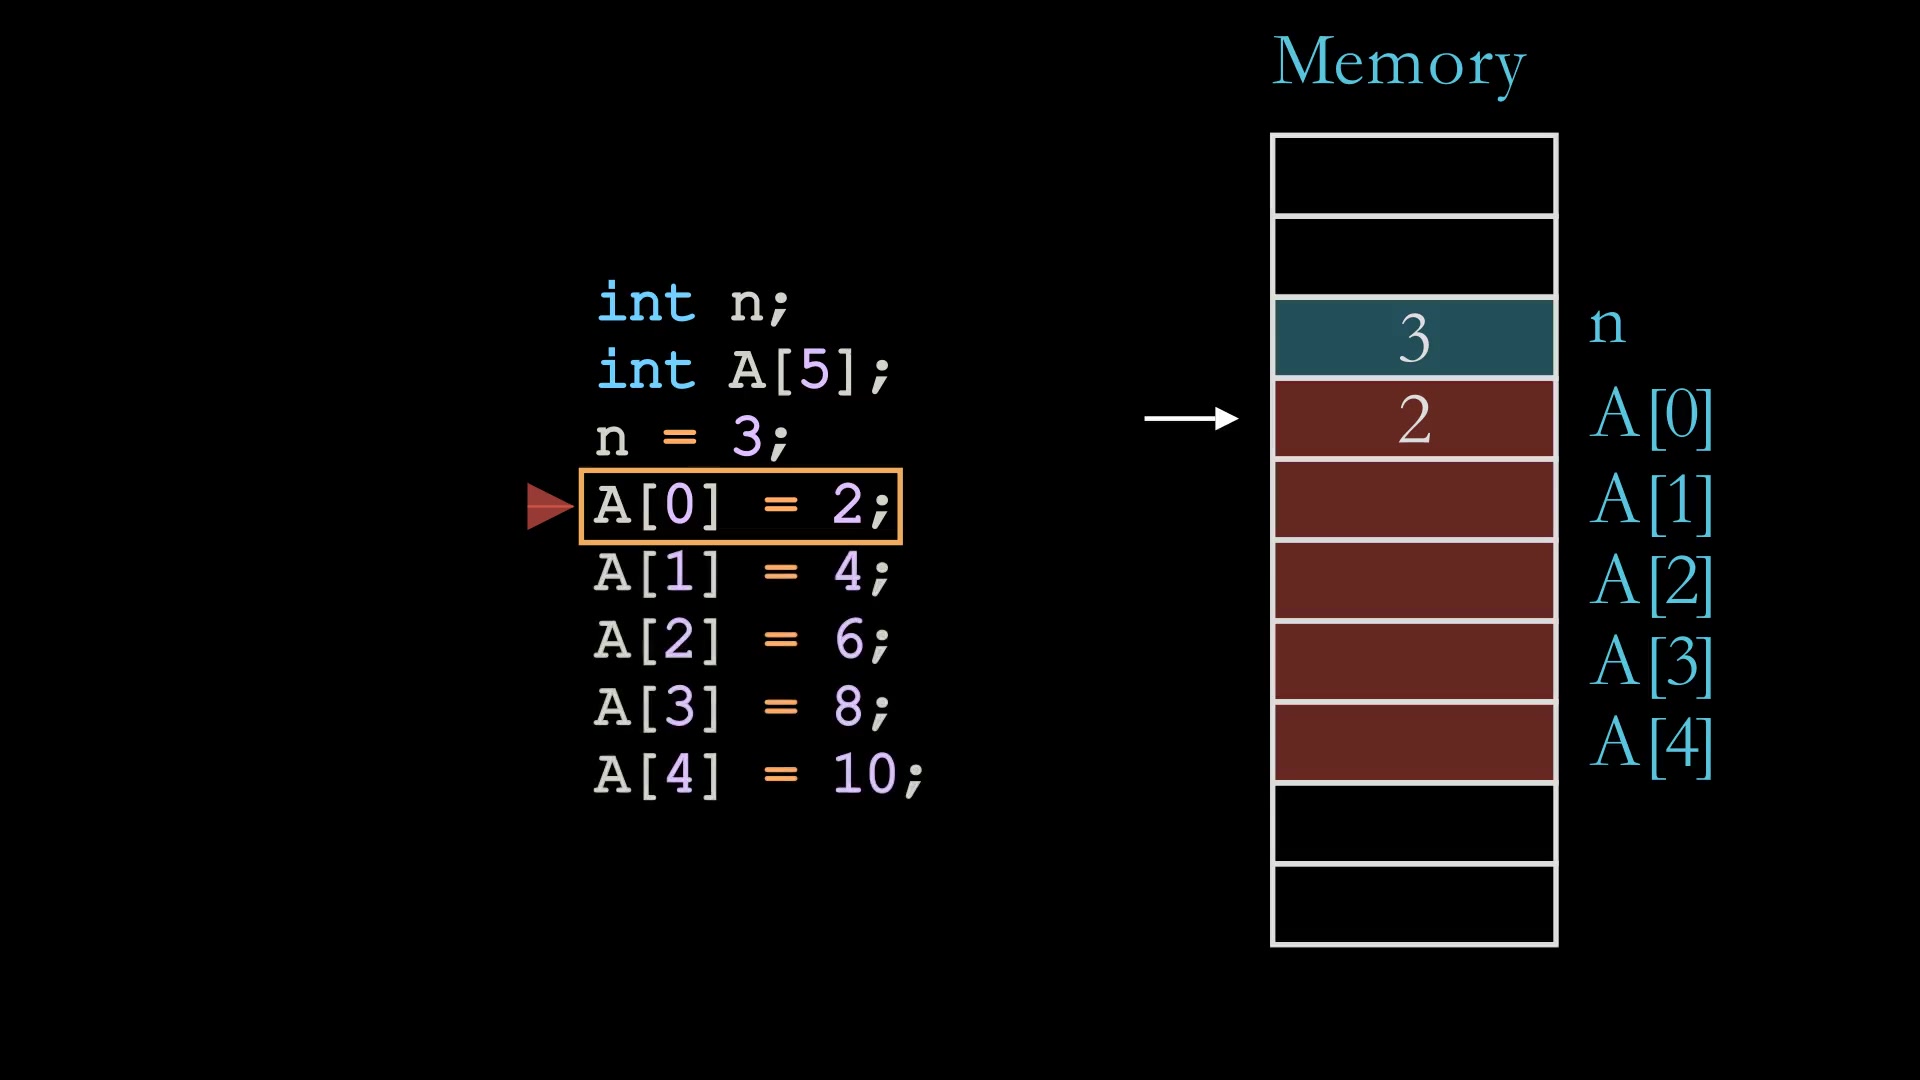 int n;
int A[5];
n = 3;
A[0] = 2;
A[1] = 4;
A[2] = 6;
A[3] = 8;
A[4] = 10;
Memory
3 n
2 A[0]
A[1]
A[2]
A[3]
A[4]